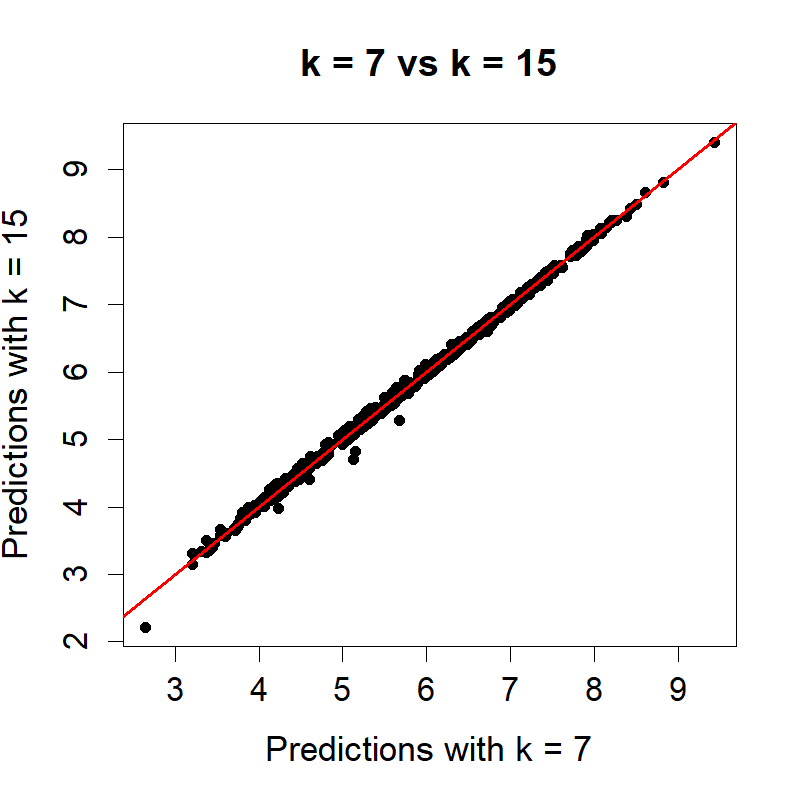 k = 7 vs k = 15
Predictions with k = 15
9
8
7
6
5
4
3
2
3 4 5 6 7 8 9
Predictions with k = 7